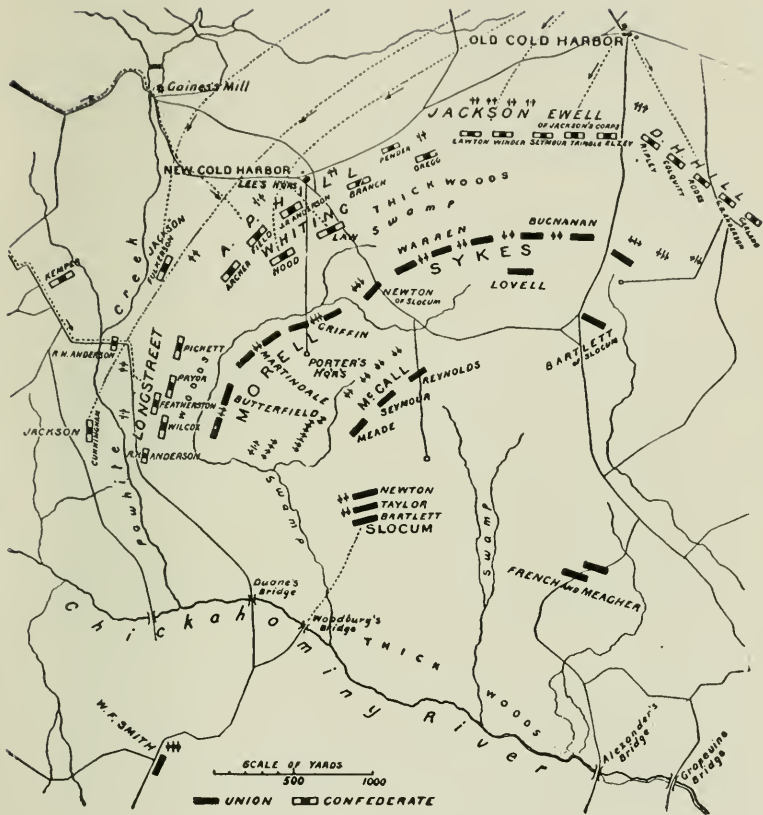 OLD COLD HARBOR
Gaines's Mill
JACKSON
EWELL
OF JACKSON'S CORPS
LAWTON
WINDER
SEYMOUR
TRIMBLE
ELZEY
D. H. HILL
RIPLEY
COLQUITT
RODES
G.B. ANDERSON
GARLAND
NEW COLD HARBOR
LEE'S HQRS
PENDER
GREGG
BRANCH
A. P. HILL
J.R. ANDERSON
FIELD
ARCHER
WHITING
HOOD
LAW
THICK WOODS
Swamp
JACKSON
FULKERSON
Creek
KEMPER
WARREN
BUCHANAN
SYKES
LOVELL
NEWTON
OF SLOCUM
BARTLETT
of SLOCUM
R.H. ANDERSON
LONGSTREET
PICKETT
PRYOR
FEATHERSTON
WILCOX
R.H. ANDERSON
WOODS
JACKSON
CUNNINGHAM
Powhite
MORELL
GRIFFIN
MARTINDALE
BUTTERFIELD
PORTER'S
HQRS
McCALL
REYNOLDS
SEYMOUR
MEADE
swamp
NEWTON
TAYLOR
BARTLETT
SLOCUM
swamp
FRENCH AND MEAGHER
Duane's
Bridge
Woodbury's
Bridge
Chickahominy River
THICK WOODS
Alexander's
Bridge
Grapevine
Bridge
W.F. SMITH
SCALE OF YARDS
500 1000
UNION CONFEDERATE